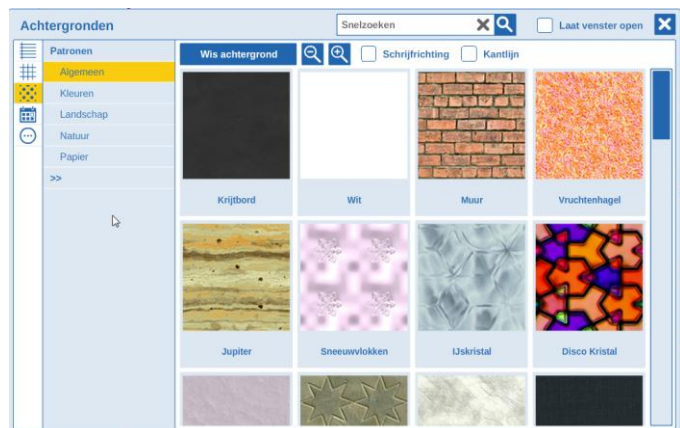 Achtergronden
Snelzoeken
Laat venster open
Patronen
Algemeen
Kleuren
Landschap
Natuur
Papier
>>
Wis achtergrond
Schrijfrichting
Kantlijn
Krijtbord
Wit
Muur
Vruchtenhagel
Jupiter
Sneeuwvlokken
IJskristal
Disco Kristal